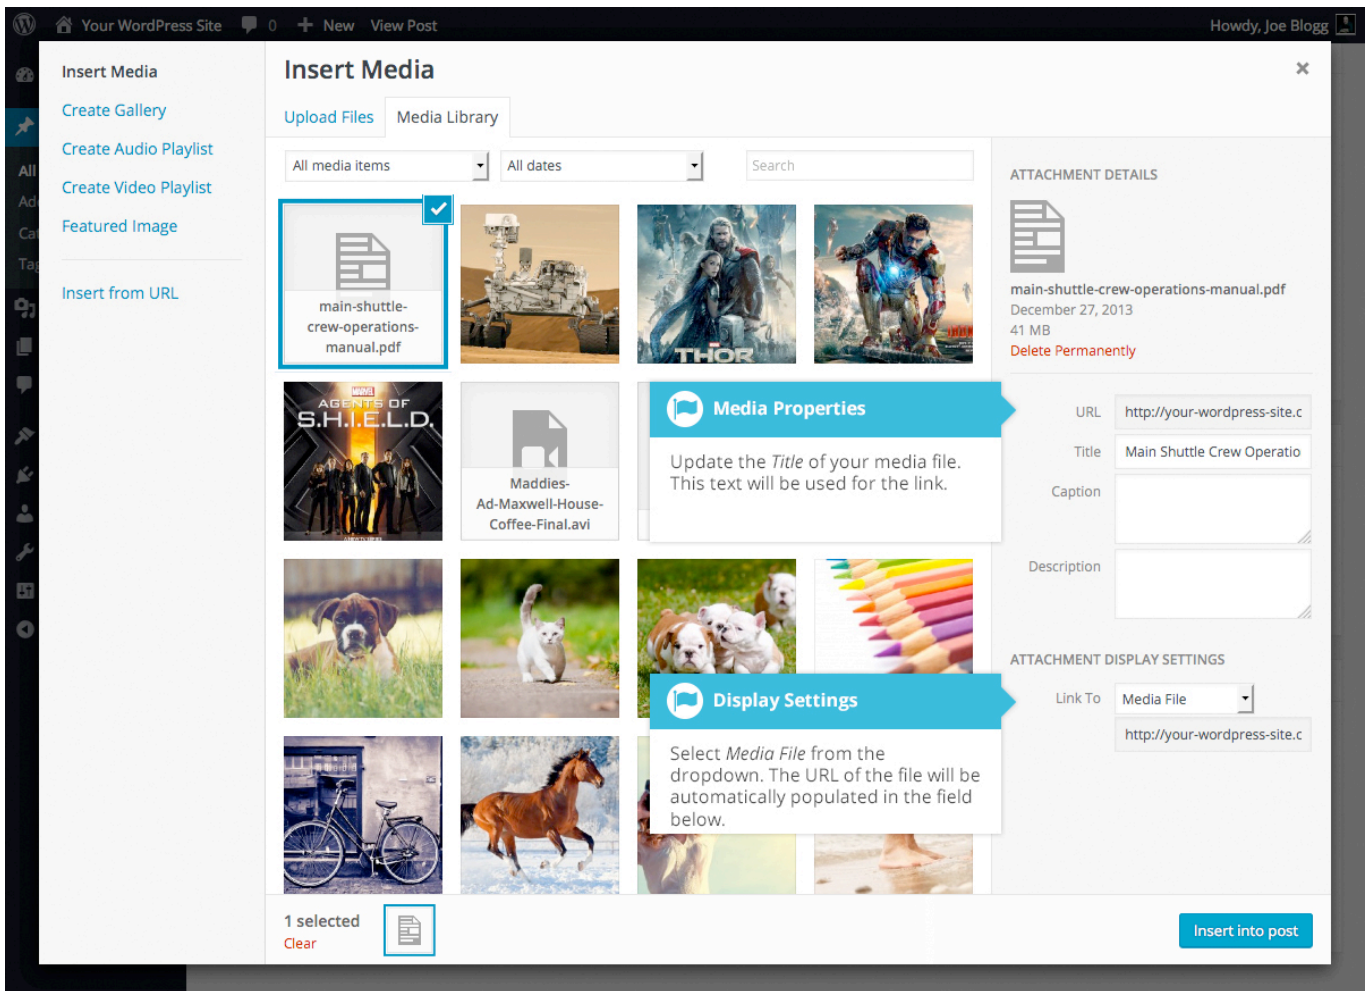 Your WordPress Site
0
New
View Post
Howdy, Joe Blogg
All
Tag
Insert Media
Create Gallery
Create Audio Playlist
Create Video Playlist
Featured Image
Insert from URL
Insert Media
Upload Files
Media Library
All media items
All dates
Search
main-shuttle-
crew-operations-
manual.pdf
THOR
MARVEL
AGENTS OF
S.H.I.E.L.D.
Maddies-
Ad-Maxwell-House-
Coffee-Final.avi
Media Properties
Update the Title of your media file.
This text will be used for the link.
Display Settings
Select Media File from the
dropdown. The URL of the file will be
automatically populated in the field
below.
ATTACHMENT DETAILS
main-shuttle-crew-operations-manual.pdf
December 27, 2013
41 MB
Delete Permanently
URL
http://your-wordpress-site.c
Title
Main Shuttle Crew Operatio
Caption
Description
ATTACHMENT DISPLAY SETTINGS
Link To
Media File
http://your-wordpress-site.c
1 selected
Clear
Insert into post